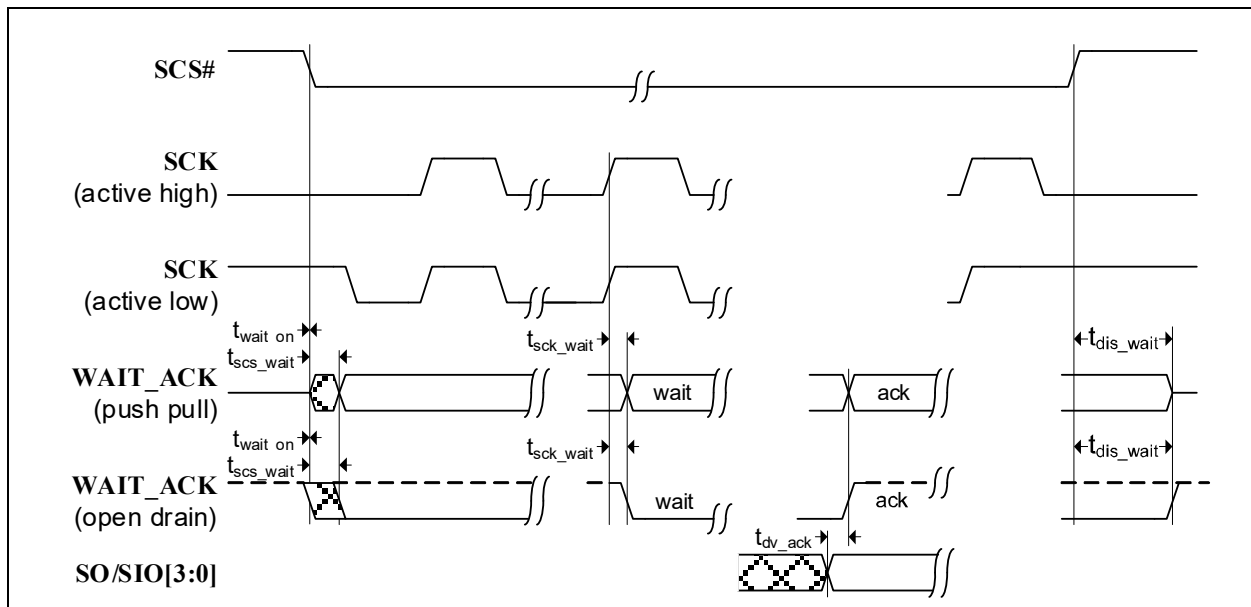 SCS#
SCK
(active high)
SCK
(active low)
t_wait on
t_scs_wait
t_sck_wait
t_dis_wait
WAIT_ACK
(push pull)
wait
ack
t_wait on
t_scs_wait
t_sck_wait
t_dis_wait
WAIT_ACK
(open drain)
wait
ack
t_dv_ack
SO/SIO[3:0]